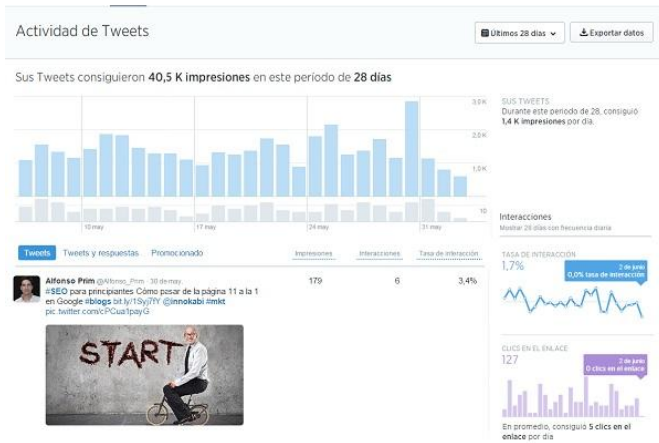 Actividad de Tweets
Últimos 28 días
Exportar datos
Sus Tweets consiguieron 40,5 K impresiones en este período de 28 días
3,0K
2,0K
1,0K
10
10 may
17 may
24 may
31 may
SUS TWEETS
Durante este período de 28, consiguió
1,4 K impresiones por día.
Interacciones
Mostrar 28 días con frecuencia diaria
TASA DE INTERACCIÓN
1,7%
2 de junio
0,0% tasa de interacción
CLICS EN EL ENLACE
127
2 de junio
0 clics en el enlace
En promedio, consiguió 5 clics en el
enlace por día
Tweets
Tweets y respuestas
Promocionado
Impresiones
Interacciones
Tasa de interacción
Alfonso Prim @Alfonso_Prim · 30 de may.
#SEO para principiantes Cómo pasar de la página 11 a la 1
en Google #blogs bit.ly/1Syj7fY @innokabi #mkt
pic.twitter.com/cPCua1payG
179
6
3,4%
START